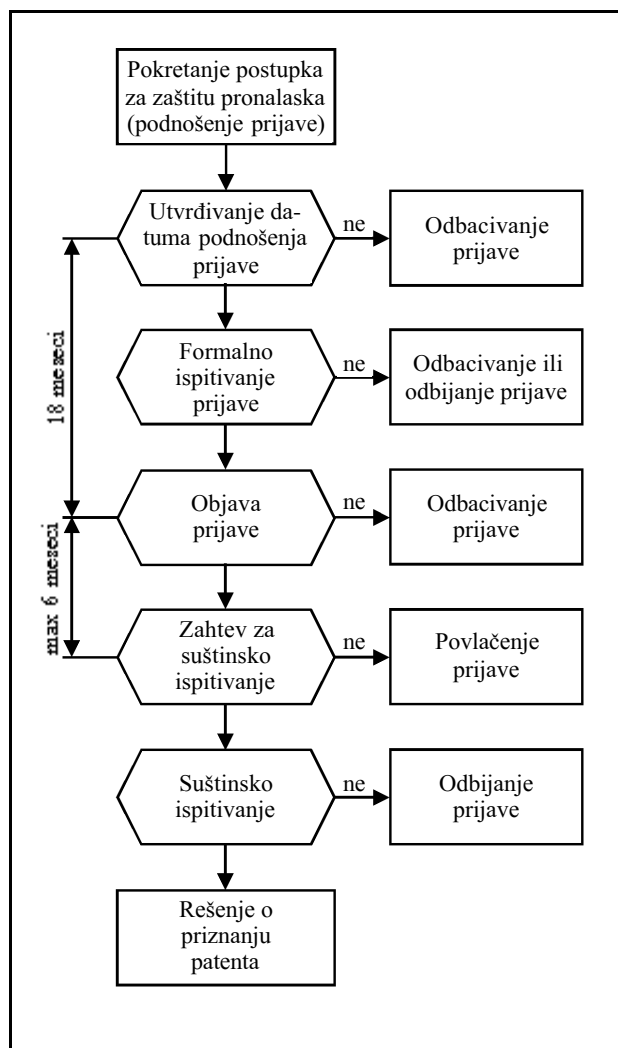 Pokretanje postupka
za zaštitu pronalaska
(podnošenje prijave)
Utvrđivanje da-
tuma podnošenja
prijave
ne
Odbacivanje
prijave
18 meseci
Formalno
ispitivanje
prijave
ne
Odbacivanje ili
odbijanje prijave
Objava
prijave
ne
Odbacivanje
prijave
max 6 meseci
Zahtev za
suštinsko
ispitivanje
ne
Povlačenje
prijave
Suštinsko
ispitivanje
ne
Odbijanje
prijave
Rešenje o
priznanju
patenta